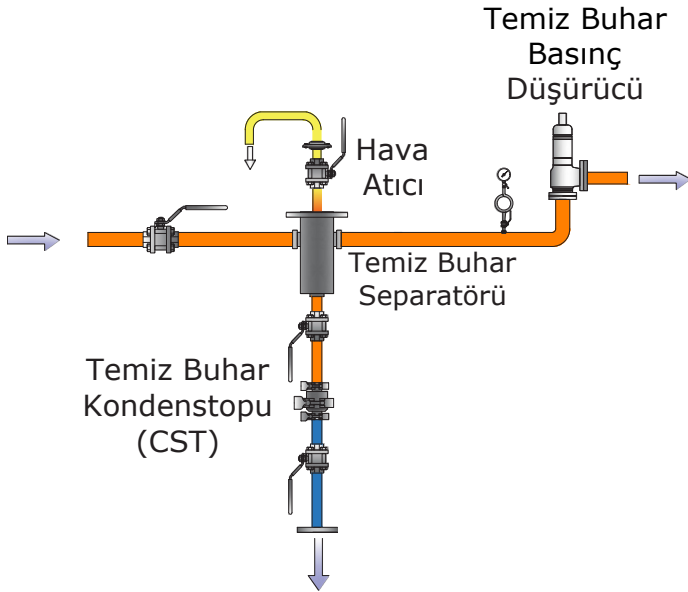 Temiz Buhar
Basınç
Düşürücü
Hava
Atıcı
Temiz Buhar
Separatörü
Temiz Buhar
Kondenstopu
(CST)